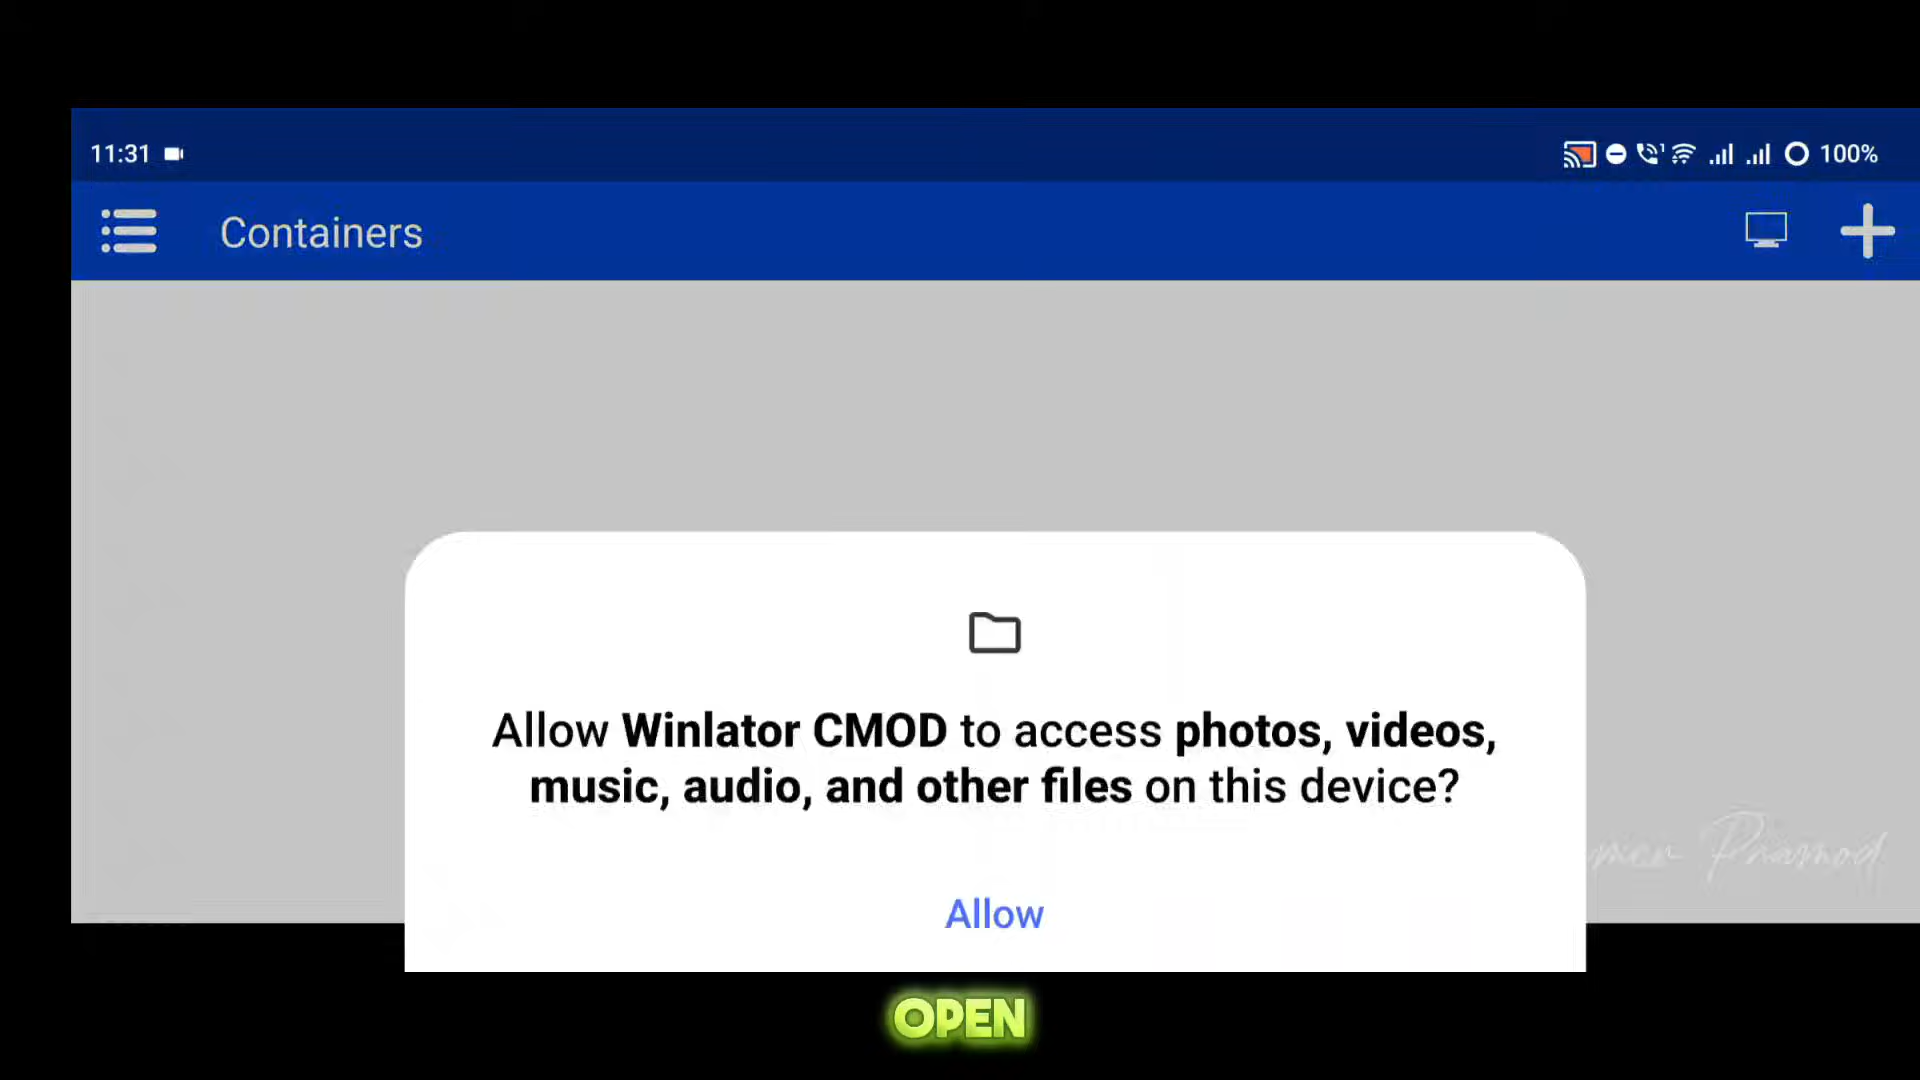 11:31
100%
Containers
Allow Winlator CMOD to access photos, videos,
music, audio, and other files on this device?
Allow
OPEN